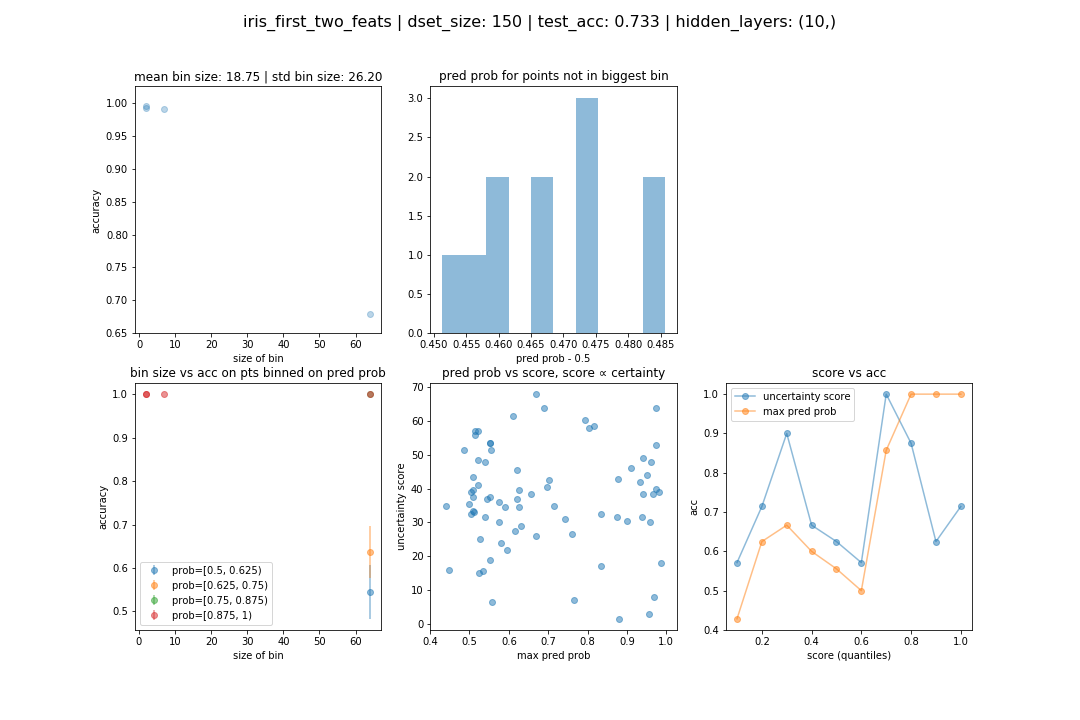 iris_first_two_feats | dset_size: 150 | test_acc: 0.733 | hidden_layers: (10,)
mean bin size: 18.75 | std bin size: 26.20
accuracy
1.00
0.95
0.90
0.85
0.80
0.75
0.70
0.65
0 10 20 30 40 50 60
size of bin
pred prob for points not in biggest bin
3.0
2.5
2.0
1.5
1.0
0.5
0.0
0.450 0.455 0.460 0.465 0.470 0.475 0.480 0.485
pred prob - 0.5
bin size vs acc on pts binned on pred prob
accuracy
1.0
0.9
0.8
0.7
0.6
0.5
prob=[0.5, 0.625)
prob=[0.625, 0.75)
prob=[0.75, 0.875)
prob=[0.875, 1)
0 10 20 30 40 50 60
size of bin
pred prob vs score, score ∝ certainty
uncertainty score
70
60
50
40
30
20
10
0
0.4 0.5 0.6 0.7 0.8 0.9 1.0
max pred prob
score vs acc
acc
1.0
0.9
0.8
0.7
0.6
0.5
0.4
uncertainty score
max pred prob
0.2 0.4 0.6 0.8 1.0
score (quantiles)